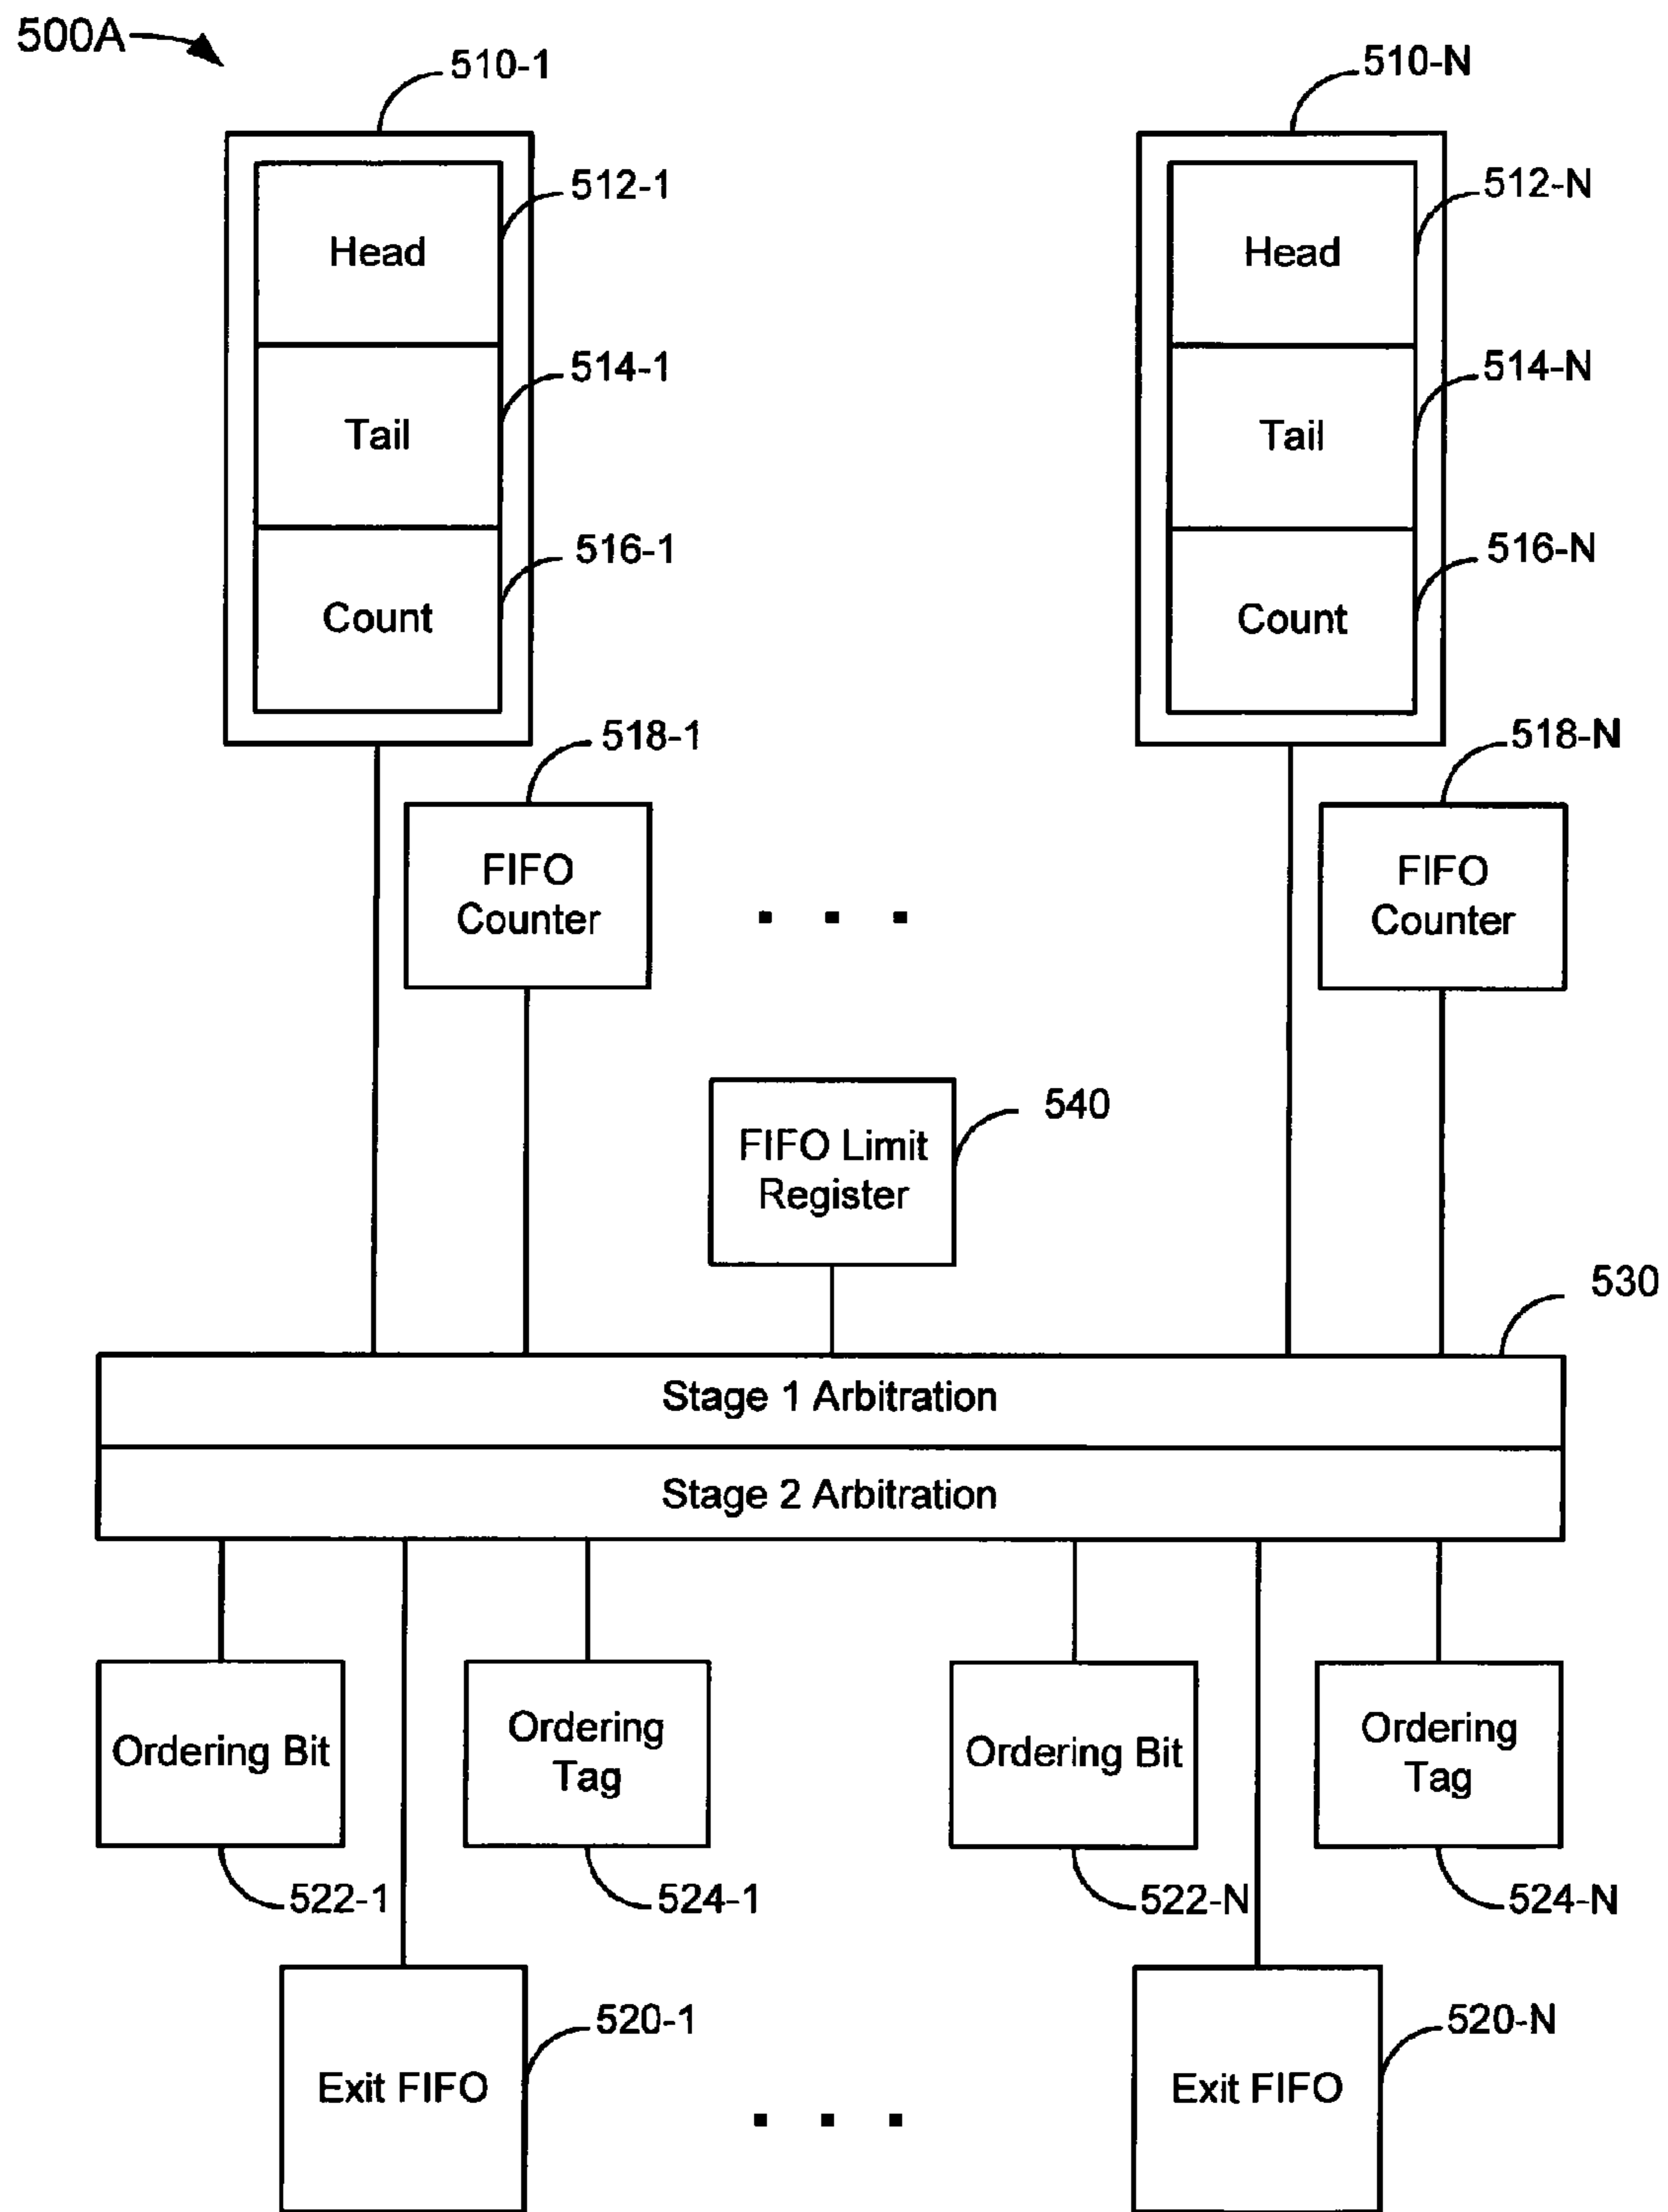 500A
510-1
510-N
512-1
512-N
Head
Head
514-1
514-N
Tail
Tail
516-1
516-N
Count
Count
518-1
518-N
FIFO
Counter
. . .
FIFO
Counter
540
FIFO Limit
Register
530
Stage 1 Arbitration
Stage 2 Arbitration
Ordering Bit
Ordering
Tag
Ordering Bit
Ordering
Tag
522-1
524-1
522-N
524-N
520-1
520-N
Exit FIFO
Exit FIFO
. . .